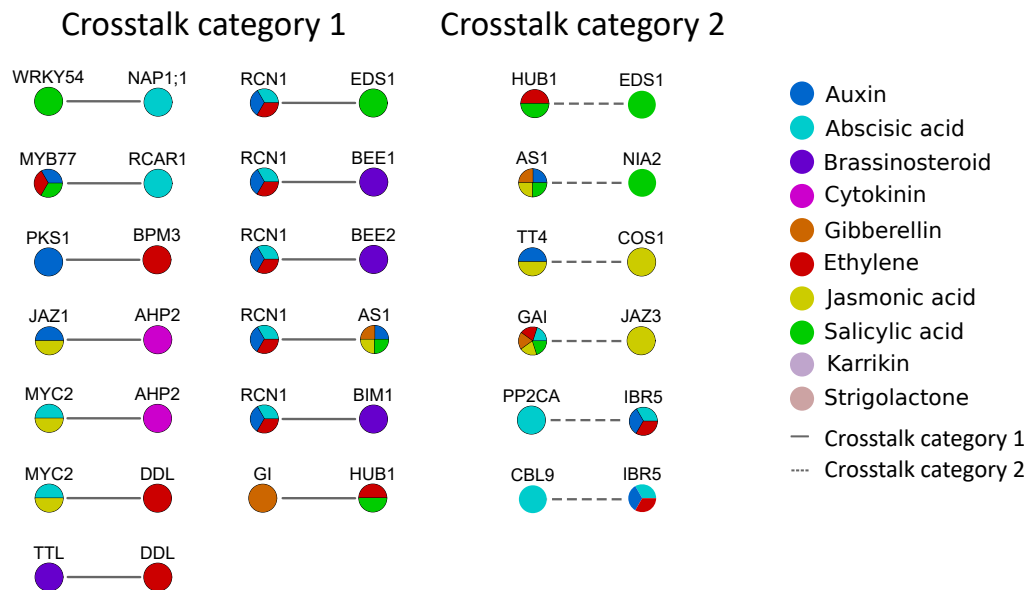 Crosstalk category 1
Crosstalk category 2
WRKY54 NAP1;1
RCN1 EDS1
HUB1 EDS1
MYB77 RCAR1
RCN1 BEE1
AS1 NIA2
PKS1 BPM3
RCN1 BEE2
TT4 COS1
JAZ1 AHP2
RCN1 AS1
GAI JAZ3
MYC2 AHP2
RCN1 BIM1
PP2CA IBR5
MYC2 DDL
GI HUB1
CBL9 IBR5
TTL DDL
Auxin
Abscisic acid
Brassinosteroid
Cytokinin
Gibberellin
Ethylene
Jasmonic acid
Salicylic acid
Karrikin
Strigolactone
Crosstalk category 1
Crosstalk category 2